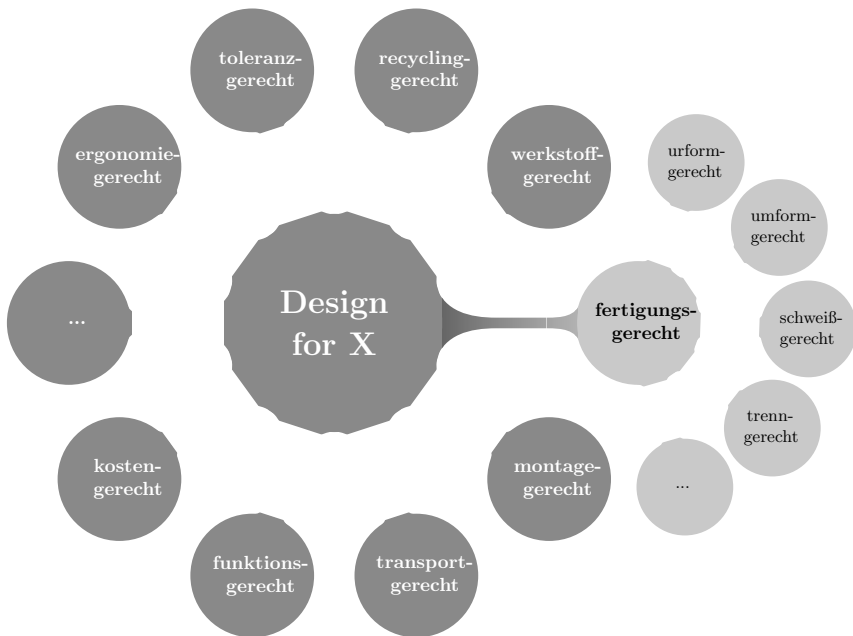 toleranz-
gerecht
recycling-
gerecht
ergonomie-
gerecht
werkstoff-
gerecht
urform-
gerecht
umform-
gerecht
...
Design
for X
fertigungs-
gerecht
schweiß-
gerecht
trenn-
gerecht
kosten-
gerecht
montage-
gerecht
...
funktions-
gerecht
transport-
gerecht